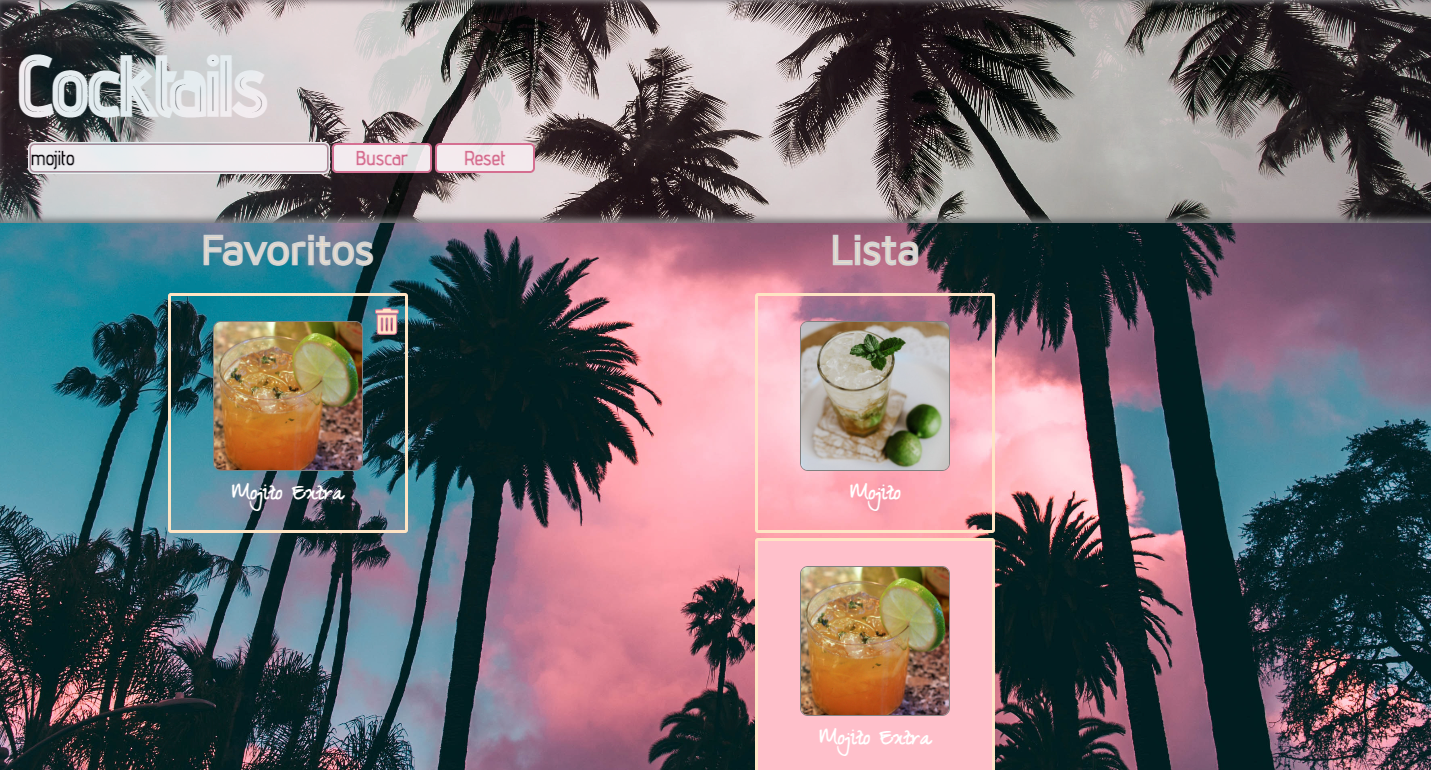 Cocktails
mojito
Buscar
Reset
Favoritos
Mojito Extra
Lista
Mojito
Mojito Extra